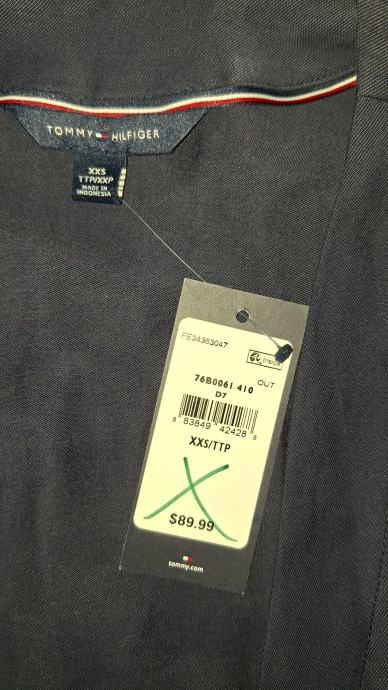 TOMMY HILFIGER
XXS
TTP/XXP
MADE IN
INDONESIA
FE34363047
Inside
OUT
76B0061 410
D7
8 83849 42428 8
XXS/TTP
$89.99
tommy.com